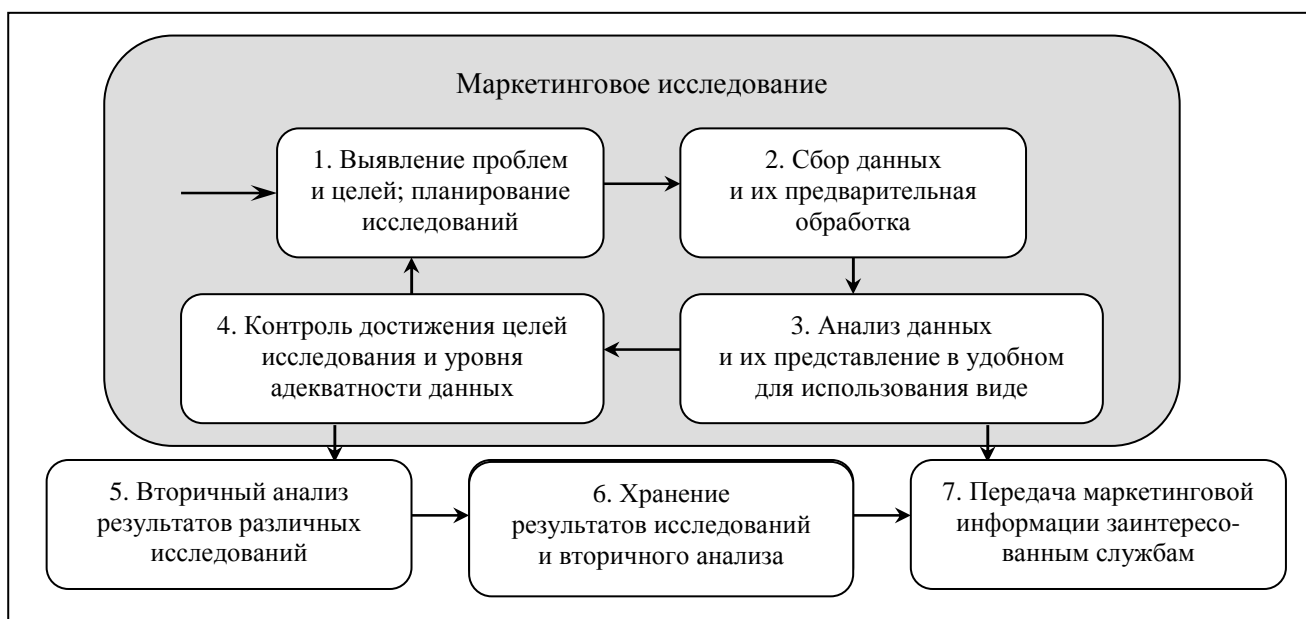 Маркетинговое исследование
1. Выявление проблем
и целей; планирование
исследований
2. Сбор данных
и их предварительная
обработка
4. Контроль достижения целей
исследования и уровня
адекватности данных
3. Анализ данных
и их представление в удобном
для использования виде
5. Вторичный анализ
результатов различных
исследований
6. Хранение
результатов исследований
и вторичного анализа
7. Передача маркетинговой
информации заинтересо-
ванным службам